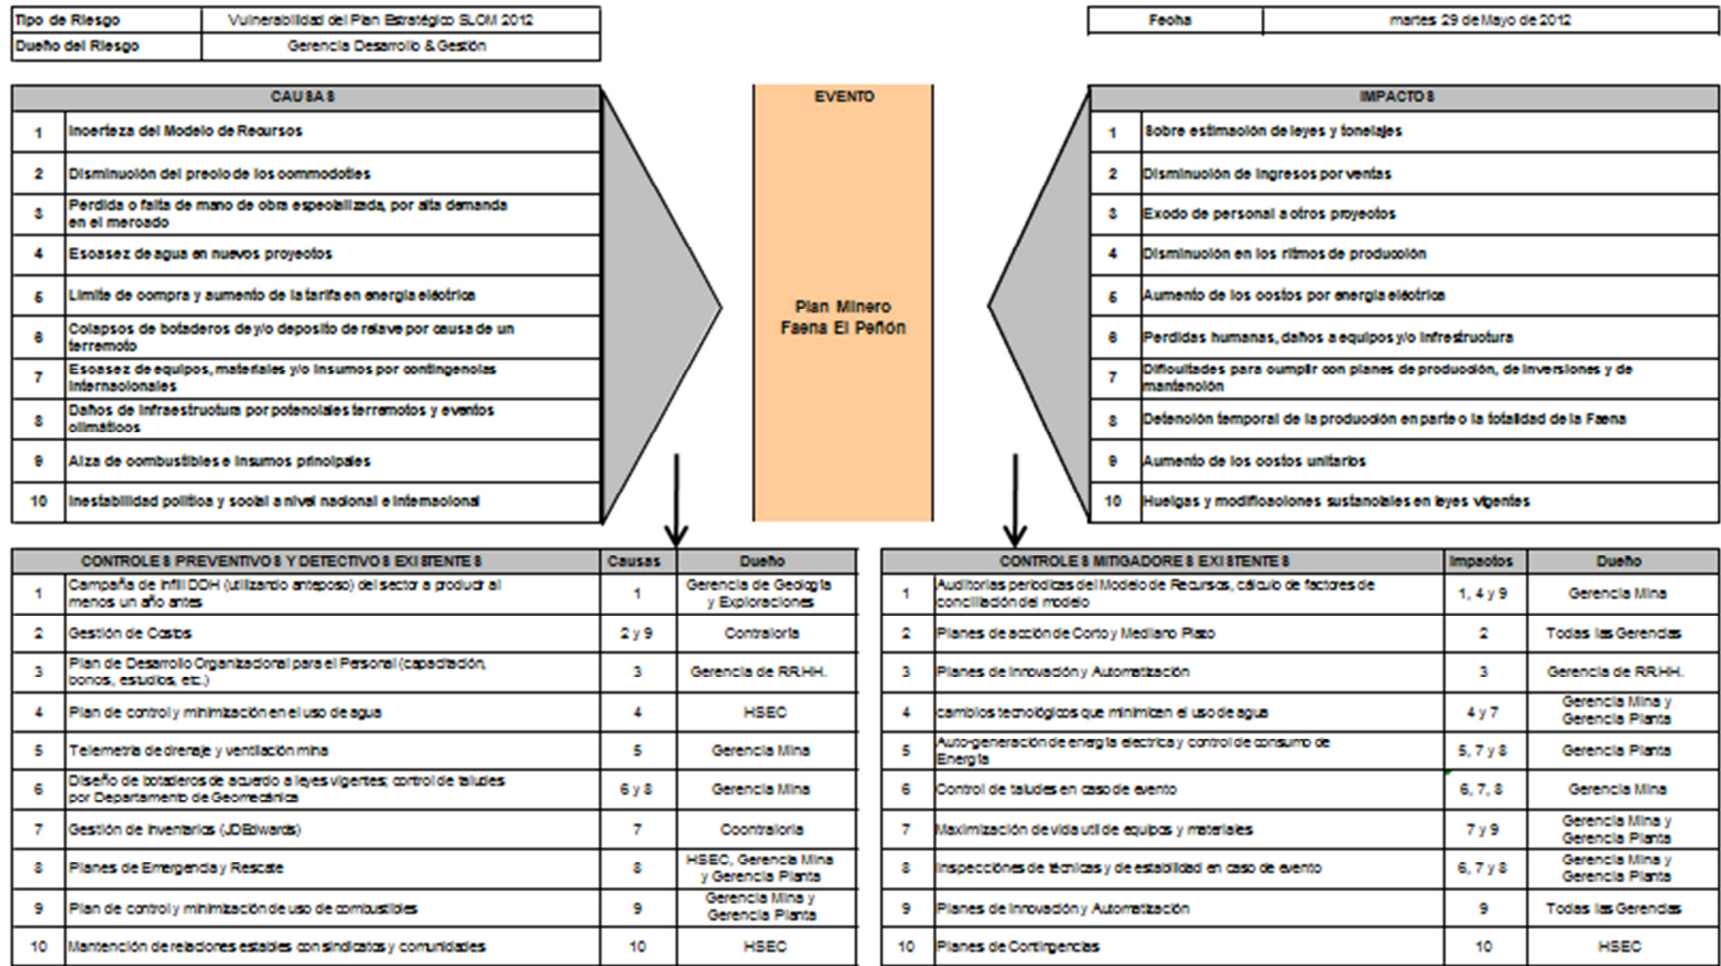 Tipo de Riesgo Vulnerabilidad del Plan Estratégico SLOM 2012
Fecha martes 29 de Mayo de 2012
Dueño del Riesgo Gerencia Desarrollo & Gestión
CAUSAS
1 Incerteza del Modelo de Recursos
2 Disminución del precio de los commodoties
3 Perdida o falta de mano de obra especialilzada, por alta demanda
en el mercado
4 Escasez de agua en nuevos proyectos
5 Limite de compra y aumento de la tarifa en energia eléctrica
6 Colapsos de botaderos de y/o deposito de relave por causa de un
terremoto
7 Escasez de equipos, materiales y/o insumos por contingencias
internacionales
8 Daños de infraestructura por potenciales terremotos y eventos
climáticos
9 Alza de combustibles e insumos principales
10 Inestabilidad política y social a nivel nacional e internacional
EVENTO
Plan Minero
Faena El Peñón
IMPACTOS
1 Sobre estimación de leyes y tonelajes
2 Disminución de ingresos por ventas
3 Exodo de personal a otros proyectos
4 Disminución en los ritmos de producción
5 Aumento de los costos por energía eléctrica
6 Perdidas humanas, daños a equipos y/o infrestructura
7 Dificultades para cumplir con planes de producción, de inversiones y de
mantención
8 Detención temporal de la producción en parte o la totalidad de la Faena
9 Aumento de los costos unitarios
10 Huelgas y modificaciones sustanciales en leyes vigentes
CONTROLES PREVENTIVOS Y DETECTIVOS EXISTENTES Causas Dueño
1 Campaña de infill DDH (utilizando antepozo) del sector a producir al
menos un año antes
1 Gerencia de Geología
y Exploraciones
2 Gestión de Costos 2 y 9 Contraloría
3 Plan de Desarrollo Organizacional para el Personal (capacitación,
bonos, estudios, etc.)
3 Gerencia de RR.HH.
4 Plan de control y minimización en el uso de agua 4 HSEC
5 Telemetría de drenaje y ventilación mina 5 Gerencia Mina
6 Diseño de botaderos de acuerdo a leyes vigentes; control de taludes
por Departamento de Geomecánica
6 y 8 Gerencia Mina
7 Gestión de Inventarios (JDEdwards) 7 Coontraloria
8 Planes de Emergencia y Rescate 8 HSEC, Gerencia Mina
y Gerencia Planta
9 Plan de control y minimización de uso de combustibles 9 Gerencia Mina y
Gerencia Planta
10 Mantención de relaciones estables con sindicatos y comunidades 10 HSEC
CONTROLES MITIGADORES EXISTENTES Impactos Dueño
1 Auditorias periodicas del Modelo de Recursos, cálculo de factores de
conciliación del modelo
1, 4 y 9 Gerencia Mina
2 Planes de acción de Corto y Mediano Plazo 2 Todas las Gerencias
3 Planes de Innovación y Automatización 3 Gerencia de RR.HH.
4 cambios tecnológicos que minimicen el uso de agua 4 y 7 Gerencia Mina y
Gerencia Planta
5 Auto-generación de energía electrica y control de consumo de
Energía
5, 7 y 8 Gerencia Planta
6 Control de taludes en caso de evento 6, 7, 8 Gerencia Mina
7 Maximización de vida util de equipos y materiales 7 y 9 Gerencia Mina y
Gerencia Planta
8 Inspecciónes de técnicas y de estabilidad en caso de evento 6, 7 y 8 Gerencia Mina y
Gerencia Planta
9 Planes de Innovación y Automatización 9 Todas las Gerencias
10 Planes de Contingencias 10 HSEC